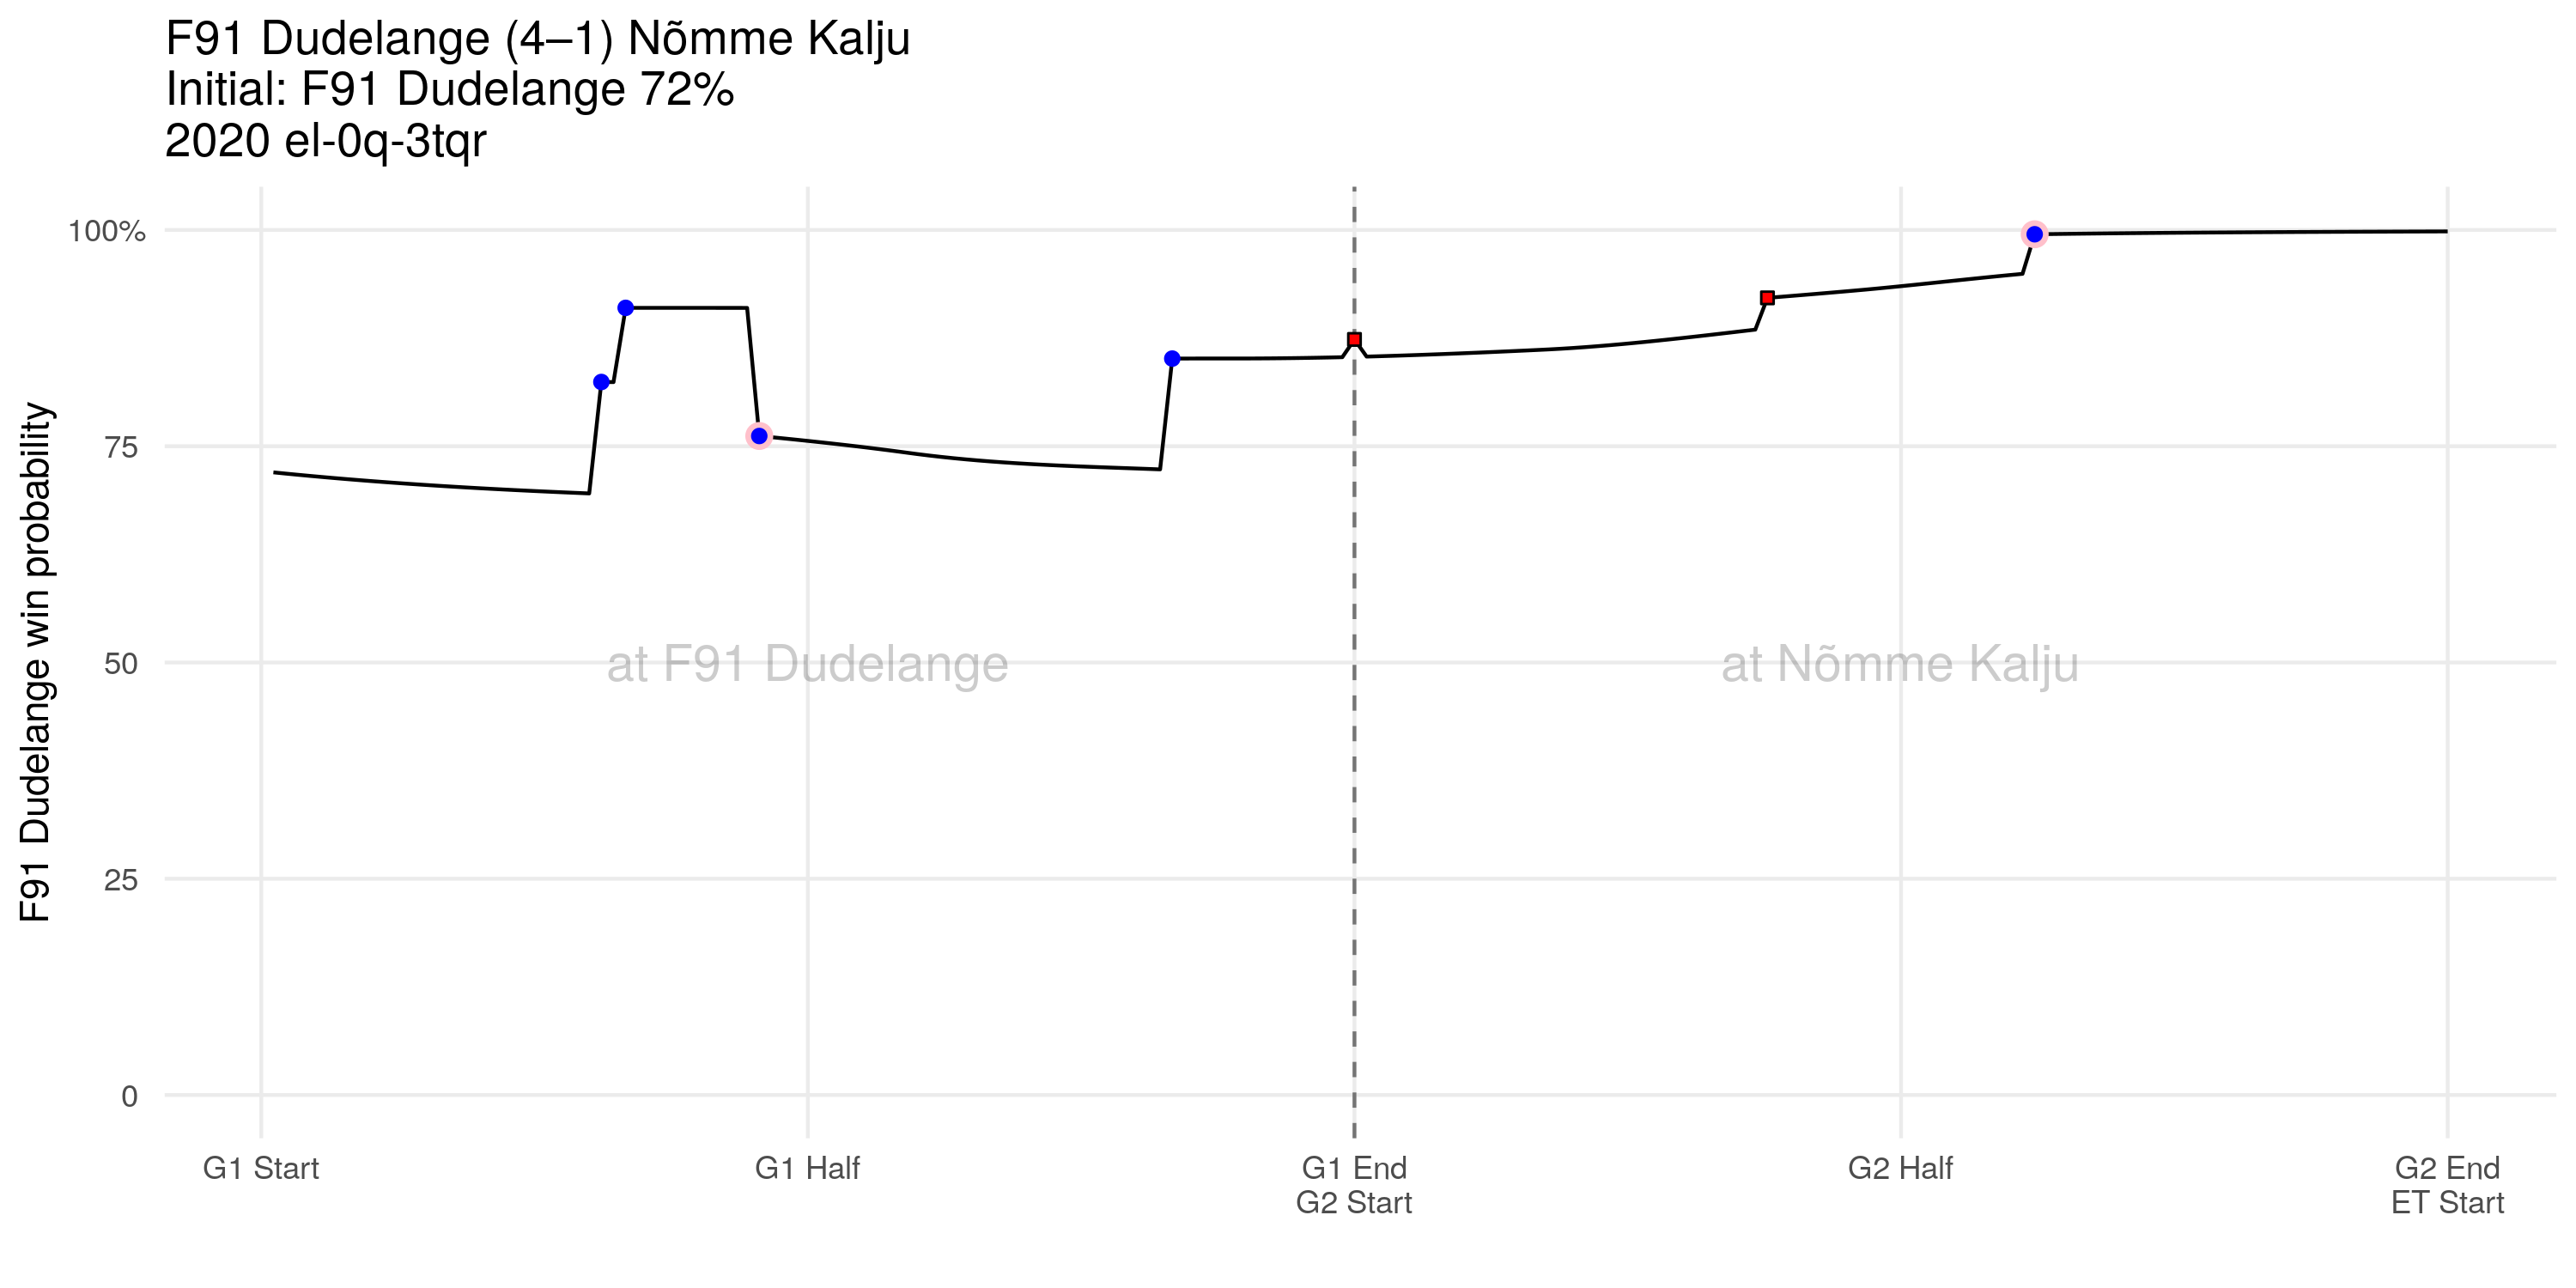 F91 Dudelange (4–1) Nõmme Kalju
Initial: F91 Dudelange 72%
2020 el-0q-3tqr
F91 Dudelange win probability
100%
75
50
25
0
at F91 Dudelange
at Nõmme Kalju
G1 Start
G1 Half
G1 End
G2 Start
G2 Half
G2 End
ET Start